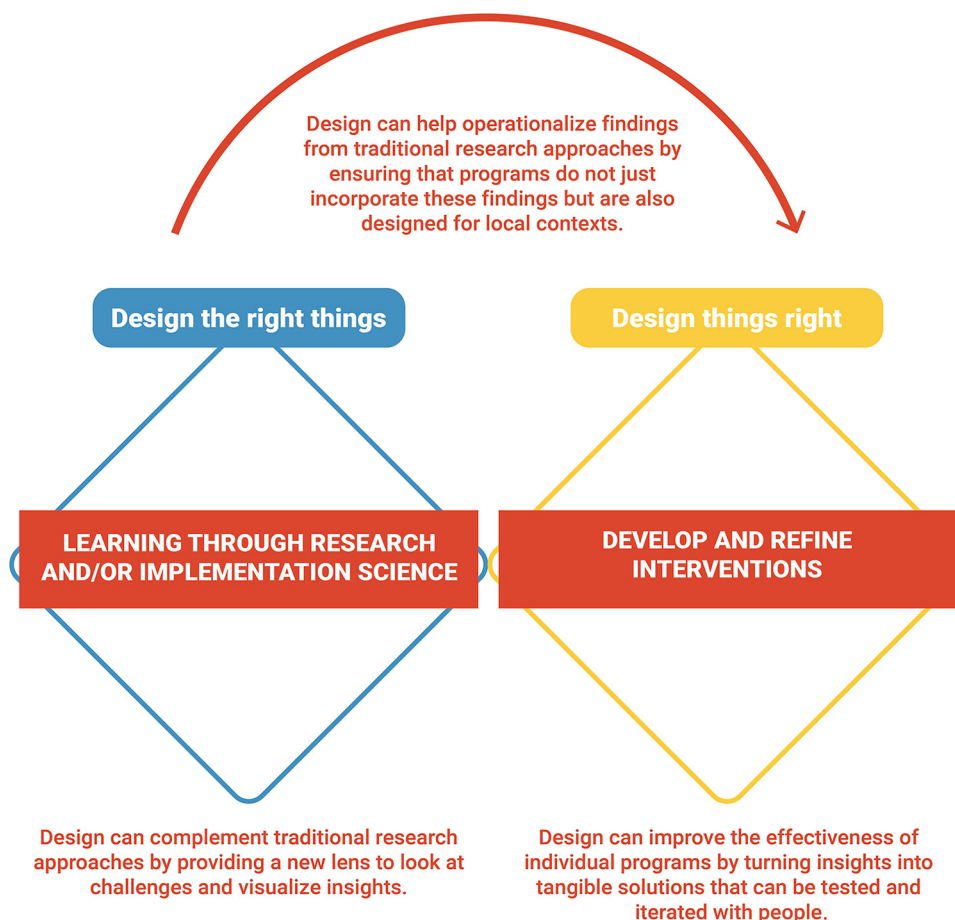 Design can help operationalize findings
from traditional research approaches by
ensuring that programs do not just
incorporate these findings but are also
designed for local contexts.
Design the right things
Design things right
LEARNING THROUGH RESEARCH
AND/OR IMPLEMENTATION SCIENCE
DEVELOP AND REFINE
INTERVENTIONS
Design can complement traditional research
approaches by providing a new lens to look at
challenges and visualize insights.
Design can improve the effectiveness of
individual programs by turning insights into
tangible solutions that can be tested and
iterated with people.